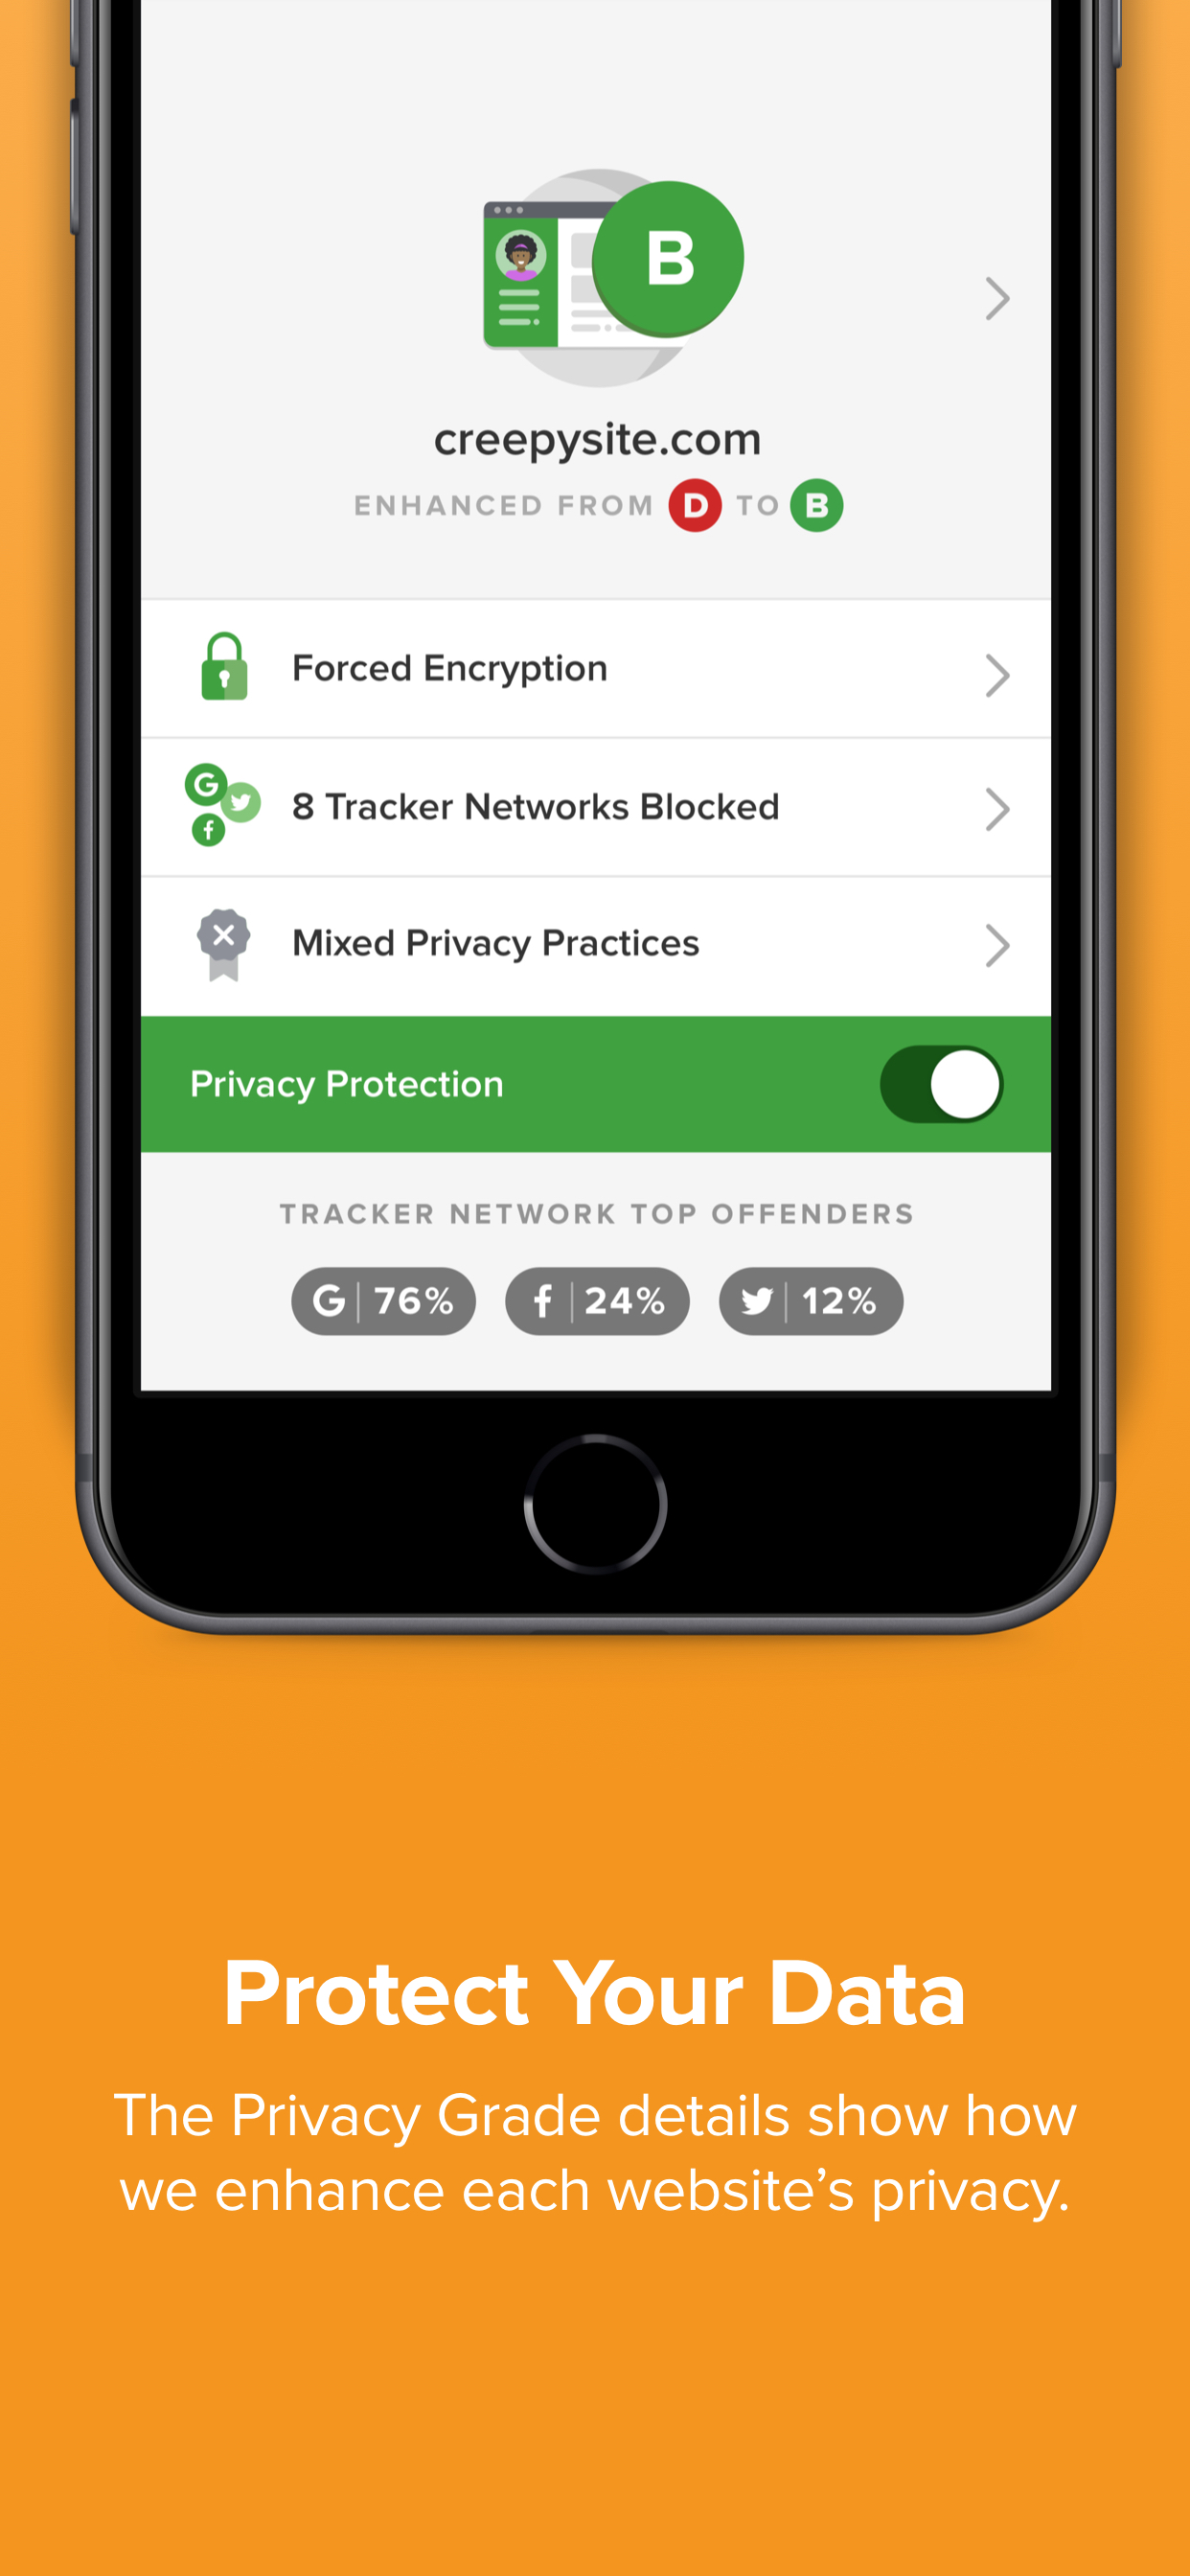 B
creepysite.com
ENHANCED FROM D TO B
Forced Encryption
8 Tracker Networks Blocked
Mixed Privacy Practices
Privacy Protection
TRACKER NETWORK TOP OFFENDERS
G 76% f 24% 12%
Protect Your Data
The Privacy Grade details show how
we enhance each website’s privacy.